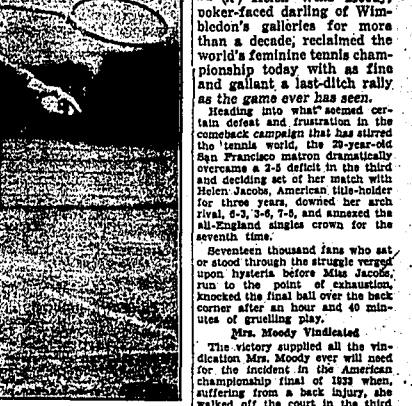 poker-faced darling of Wim-
bledon's galleries for more
than a decade, reclaimed the
world's feminine tennis cham-
pionship today with as fine
and gallant a last-ditch rally
as the game ever has seen.
Heading into what seemed cer-
tain defeat and frustration in the
comeback campaign that has stirred
the tennis world, the 29-year-old
San Francisco matron dramatically
overcame a 2-5 deficit in the third
and deciding set of her match with
Helen Jacobs, American title-holder
for three years, downed her arch
rival, 6-3, 3-6, 7-5, and annexed the
all-England singles crown for the
seventh time.
Seventeen thousand fans who sat
or stood through the struggle verged
upon hysteria before Miss Jacobs,
run to the point of exhaustion,
knocked the final ball over the back
corner after an hour and 40 min-
utes of gruelling play.
Mrs. Moody Vindicated
The victory supplied all the vin-
dication Mrs. Moody ever will need
for the incident in the American
championship final of 1933 when,
suffering from a back injury, she
walked off the court in the third